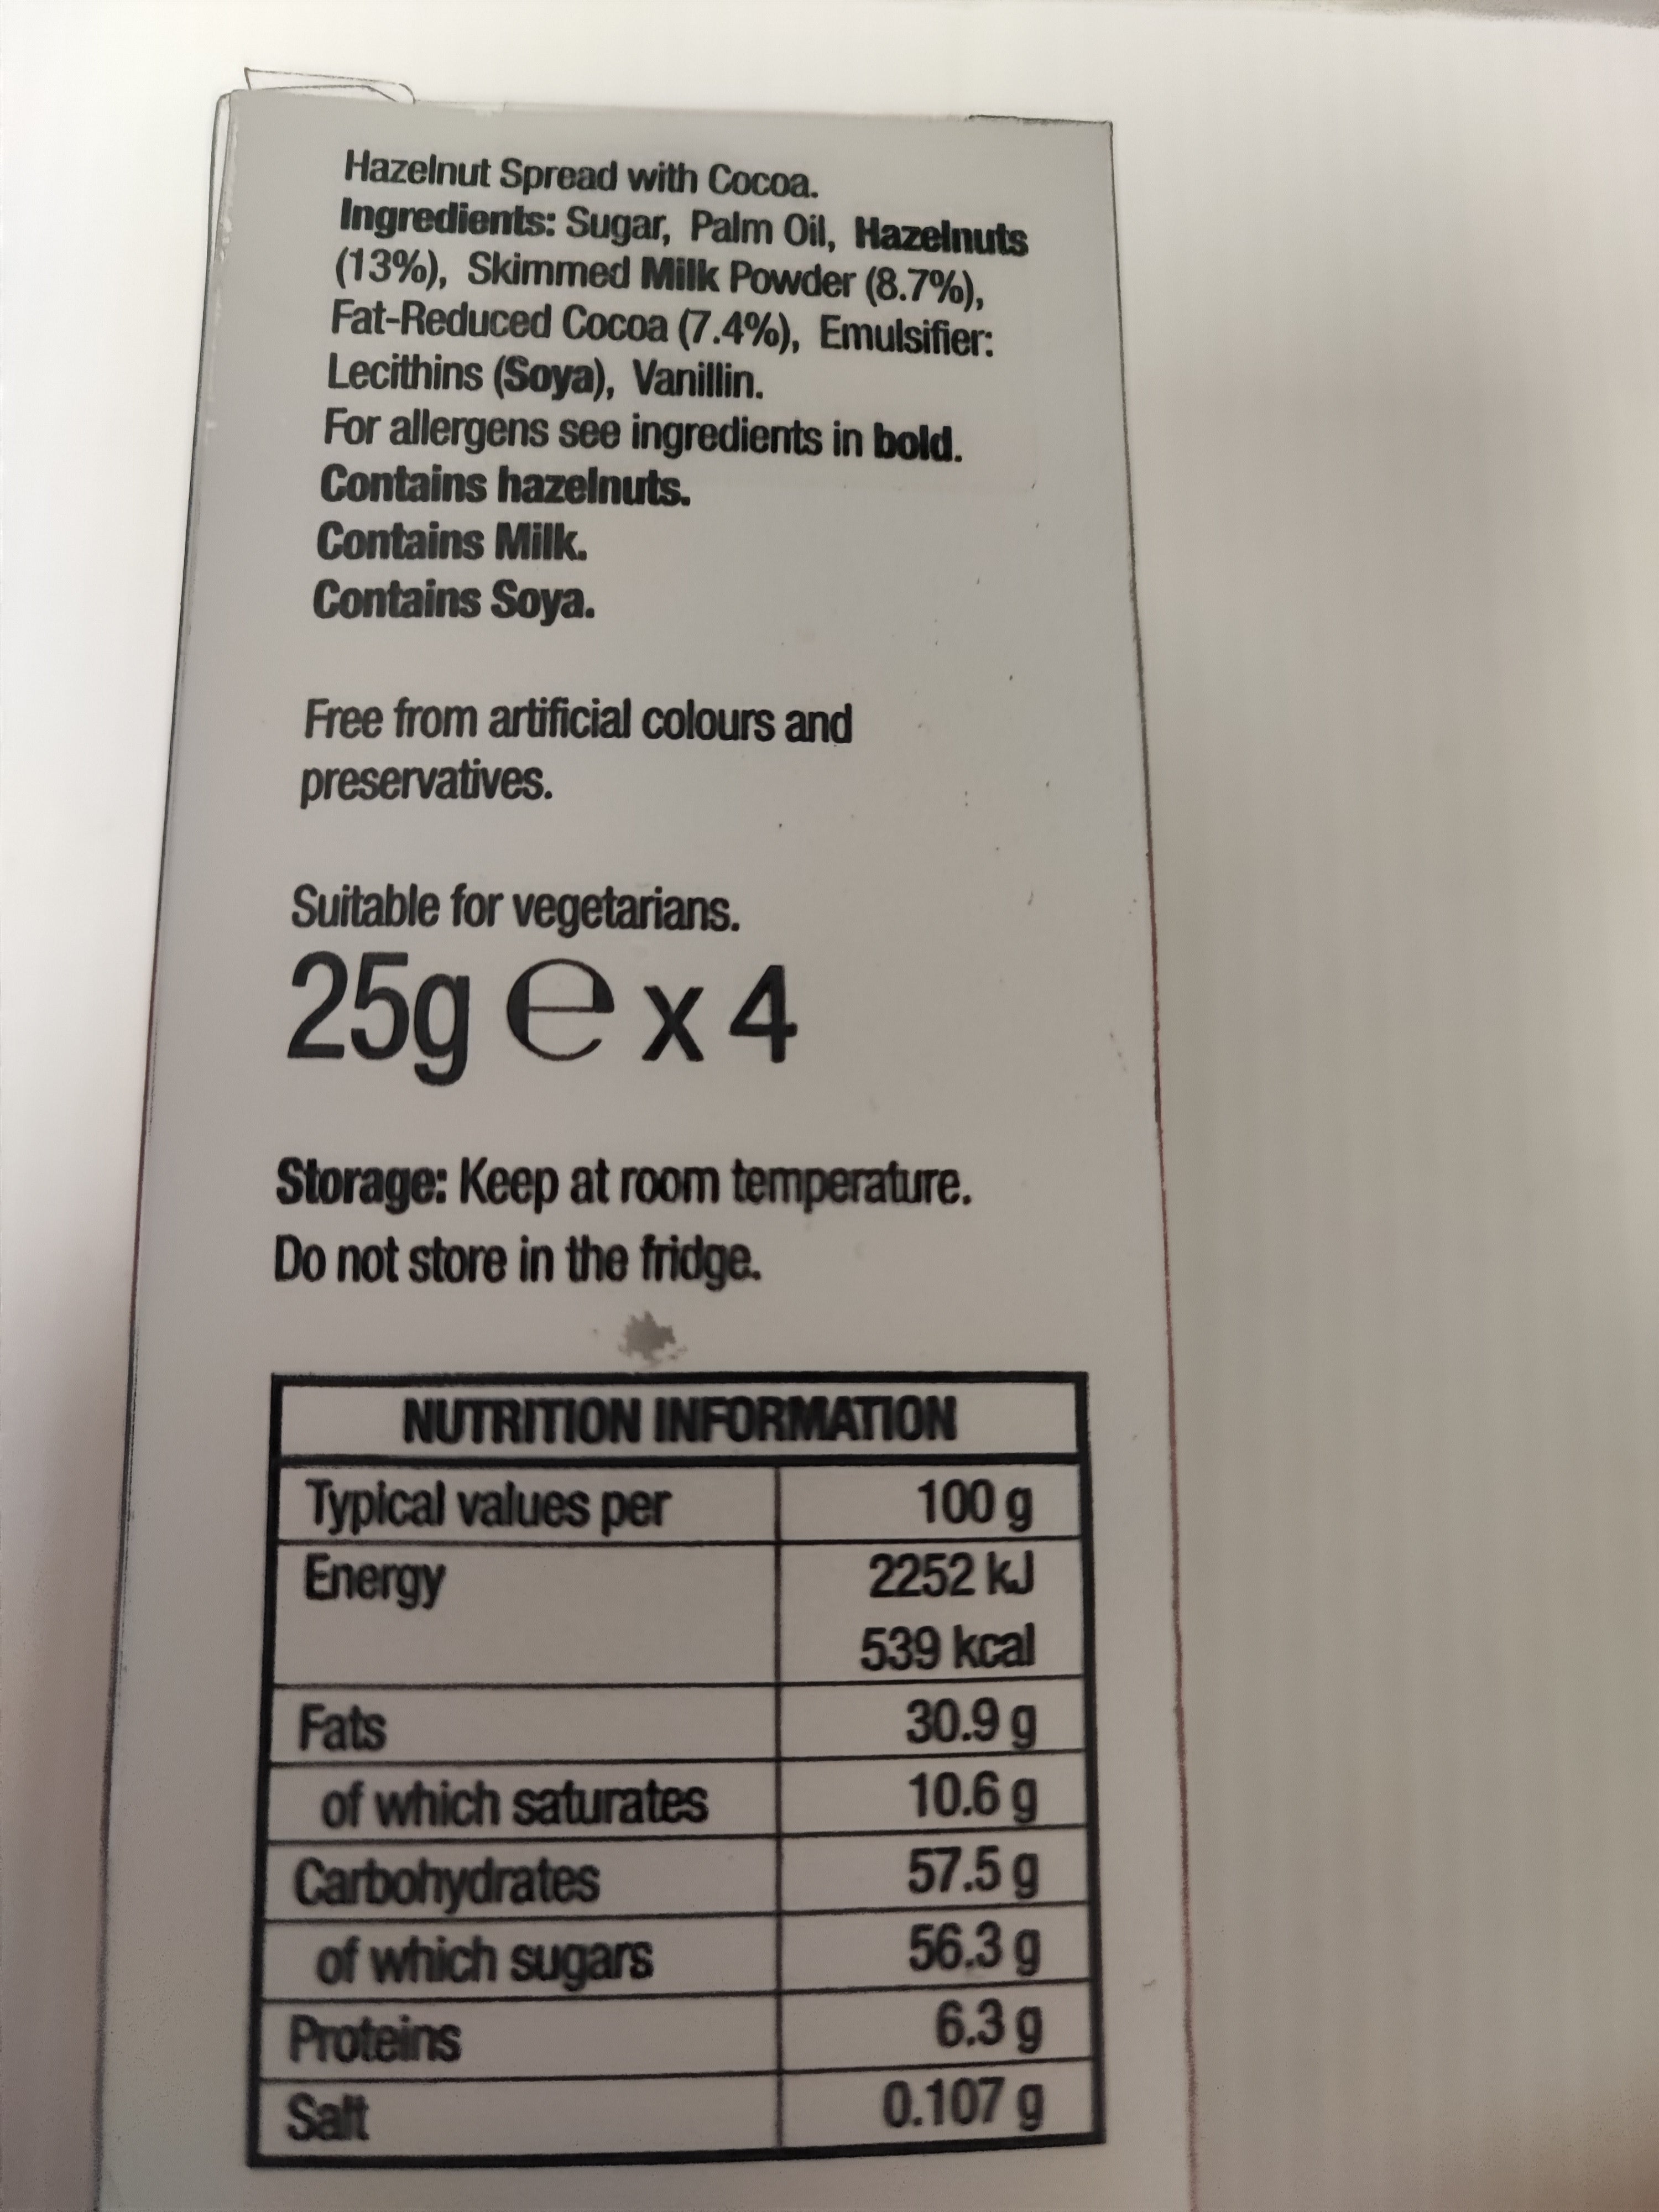 Hazelnut Spread with Cocoa.
Ingredients: Sugar, Palm Oil, Hazelnuts
(13%), Skimmed Milk Powder (8.7%),
Fat-Reduced Cocoa (7.4%), Emulsifier:
Lecithins (Soya), Vanillin.
For allergens see ingredients in bold.
Contains hazelnuts.
Contains Milk.
Contains Soya.
Free from artificial colours and
preservatives.
Suitable for vegetarians.
25g e x 4
Storage: Keep at room temperature.
Do not store in the fridge.
NUTRITION INFORMATION
Typical values per 100 g
Energy 2252 kJ
539 kcal
Fats 30.9 g
of which saturates 10.6 g
Carbohydrates 57.5 g
of which sugars 56.3 g
Proteins 6.3 g
Salt 0.107 g